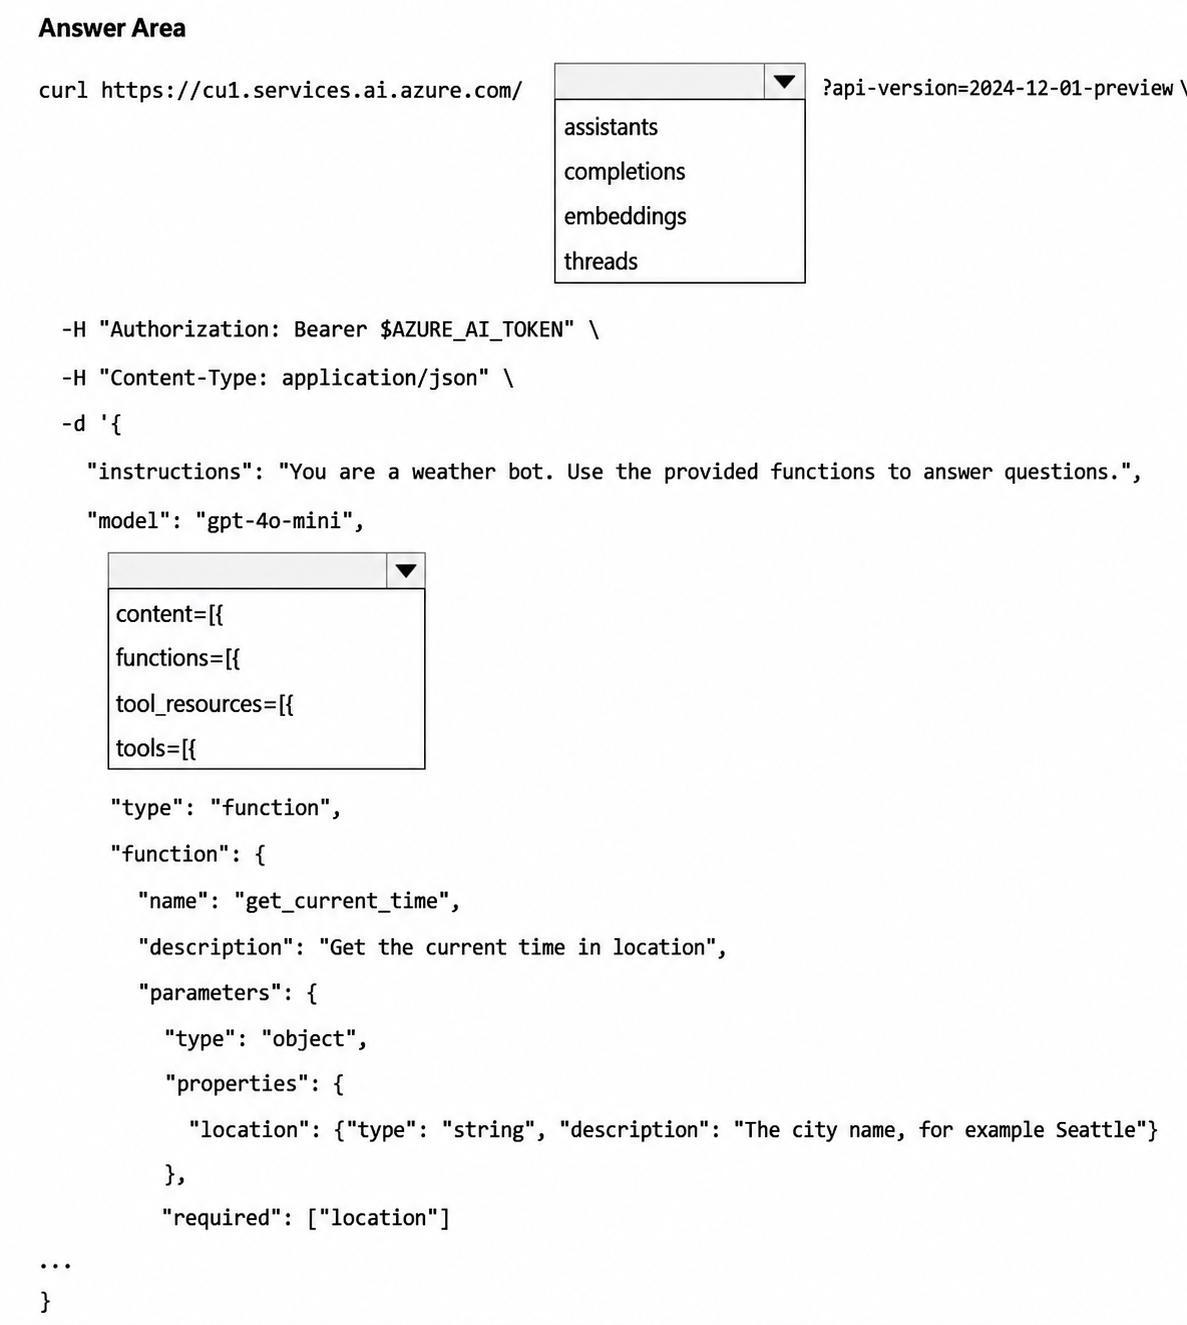 Answer Area
curl https://cu1.services.ai.azure.com/ ?api-version=2024-12-01-preview \
assistants
completions
embeddings
threads
-H "Authorization: Bearer $AZURE_AI_TOKEN" \
-H "Content-Type: application/json" \
-d '{
"instructions": "You are a weather bot. Use the provided functions to answer questions.",
"model": "gpt-4o-mini",
content=[{
functions=[{
tool_resources=[{
tools=[{
"type": "function",
"function": {
"name": "get_current_time",
"description": "Get the current time in location",
"parameters": {
"type": "object",
"properties": {
"location": {"type": "string", "description": "The city name, for example Seattle"}
},
"required": ["location"]
...
}